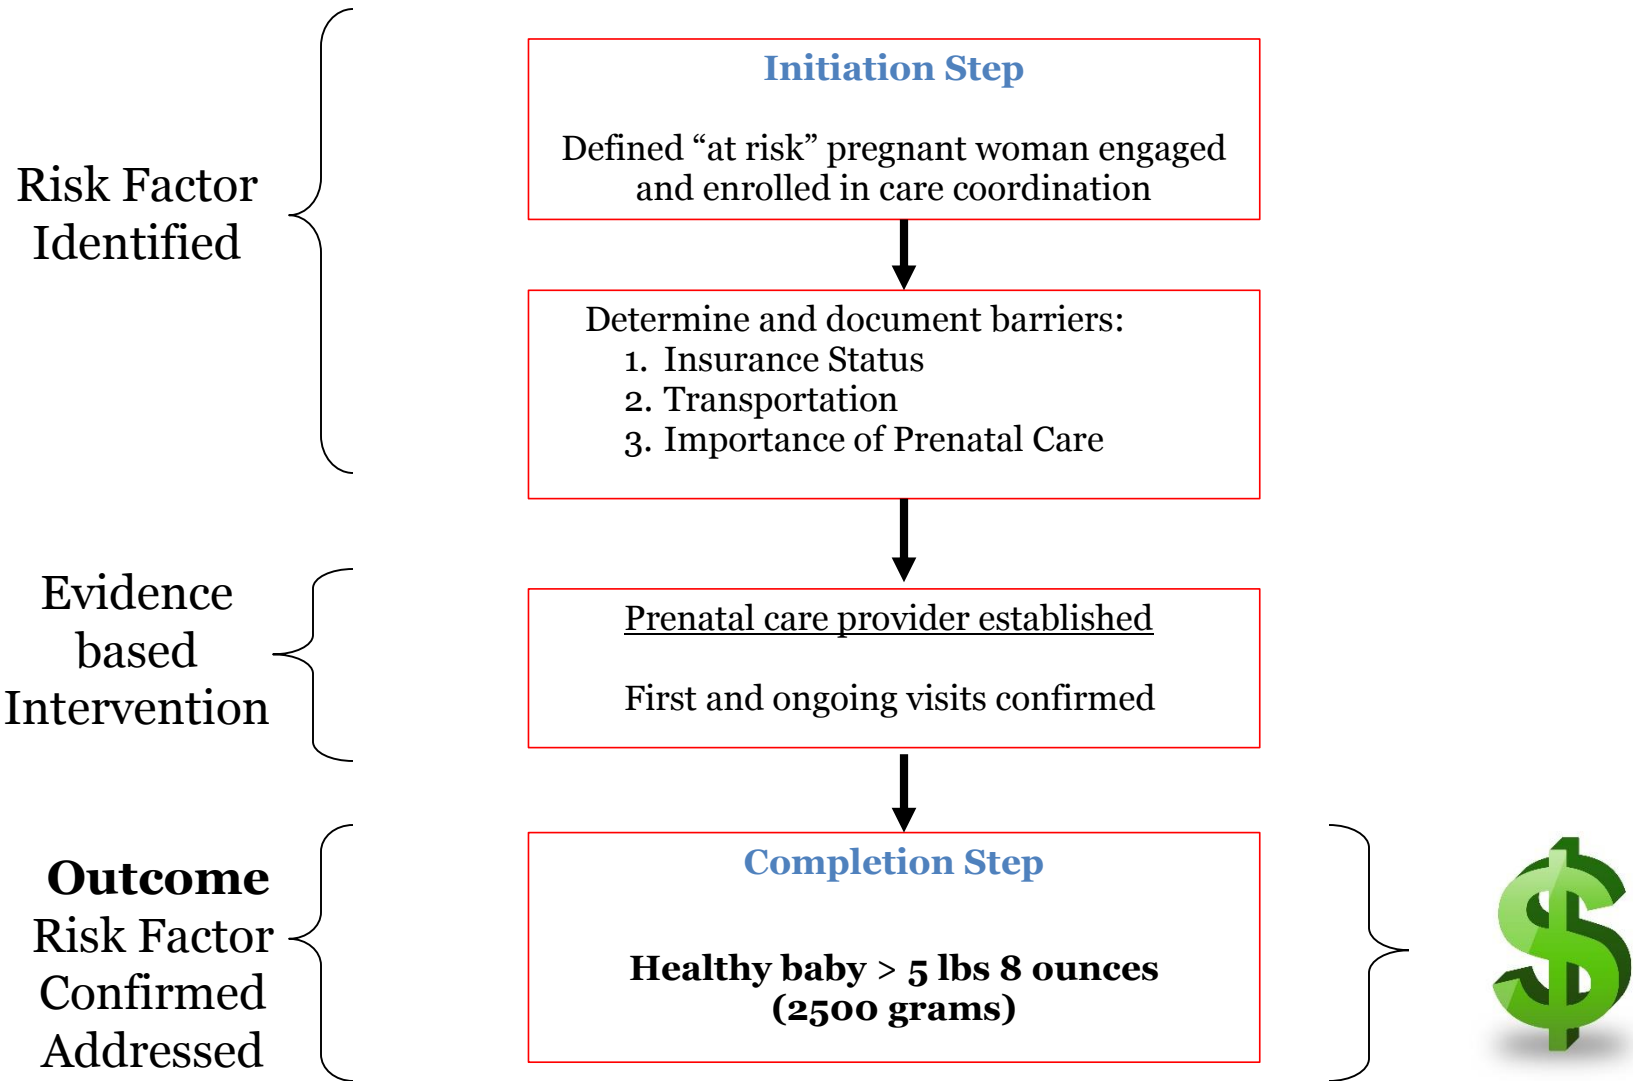 Risk Factor
Identified
Initiation Step
Defined “at risk” pregnant woman engaged
and enrolled in care coordination
Determine and document barriers:
1. Insurance Status
2. Transportation
3. Importance of Prenatal Care
Evidence
based
Intervention
Prenatal care provider established
First and ongoing visits confirmed
Outcome
Risk Factor
Confirmed
Addressed
Completion Step
Healthy baby > 5 lbs 8 ounces
(2500 grams)
$